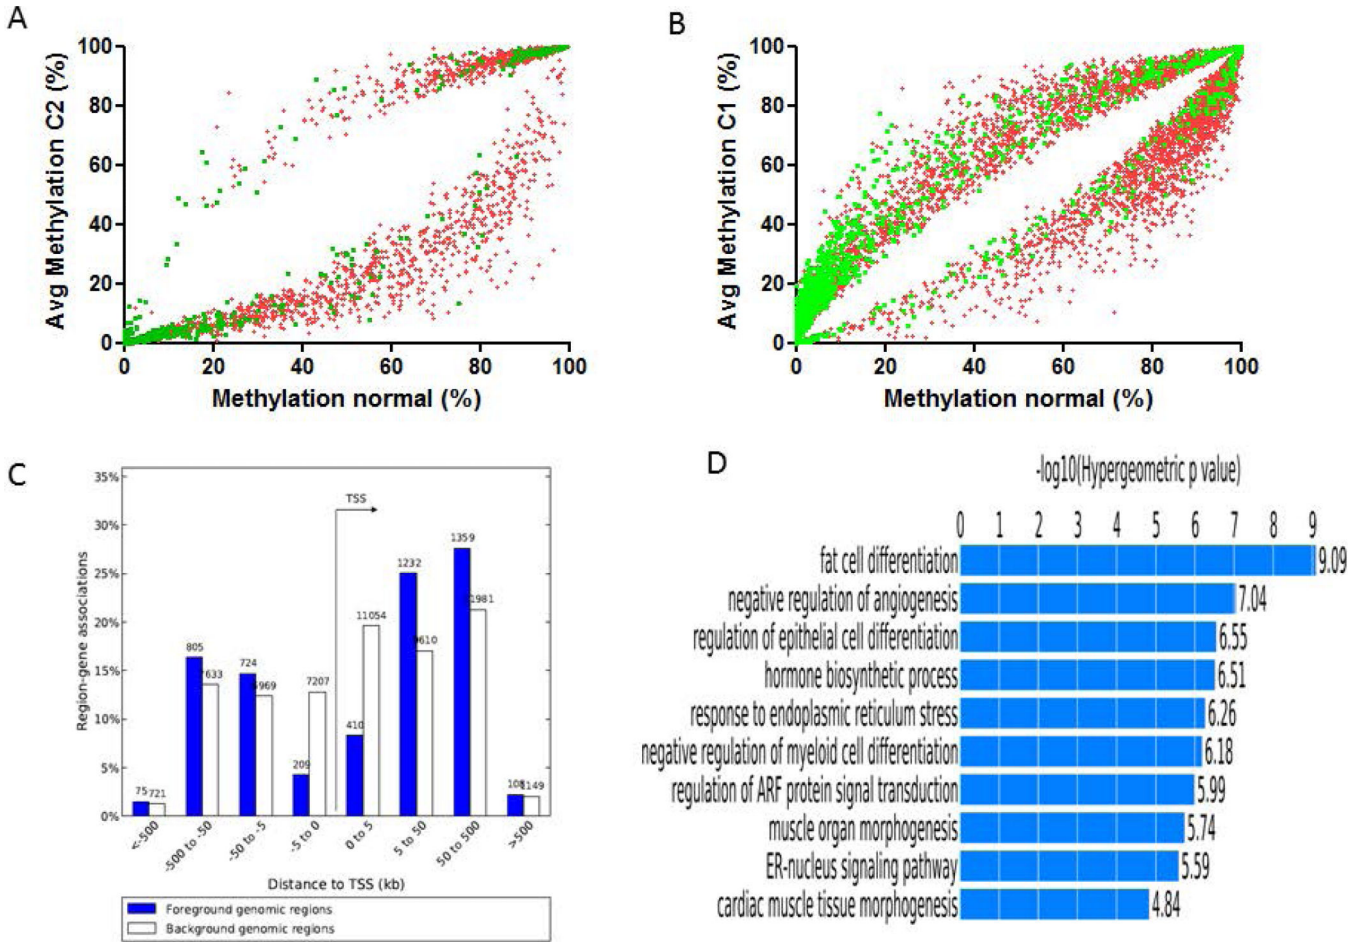 A
Avg Methylation C2 (%)
100
80
60
40
20
0
0 20 40 60 80 100
Methylation normal (%)
B
Avg Methylation C1 (%)
100
80
60
40
20
0
0 20 40 60 80 100
Methylation normal (%)
C
Region-gene associations
35%
30%
25%
20%
15%
10%
5%
0%
TSS
75 721
805
724
209
7207
410
11054
1232
1359
<-500 -500 to -50 -50 to -5 -5 to 0 0 to 5 5 to 50 50 to 500 >500
Distance to TSS (kb)
Foreground genomic regions
Background genomic regions
D
-log10(Hypergeometric p value)
0 1 2 3 4 5 6 7 8 9
fat cell differentiation 9.09
negative regulation of angiogenesis 7.04
regulation of epithelial cell differentiation 6.55
hormone biosynthetic process 6.51
response to endoplasmic reticulum stress 6.26
negative regulation of myeloid cell differentiation 6.18
regulation of ARF protein signal transduction 5.99
muscle organ morphogenesis 5.74
ER-nucleus signaling pathway 5.59
cardiac muscle tissue morphogenesis 4.84